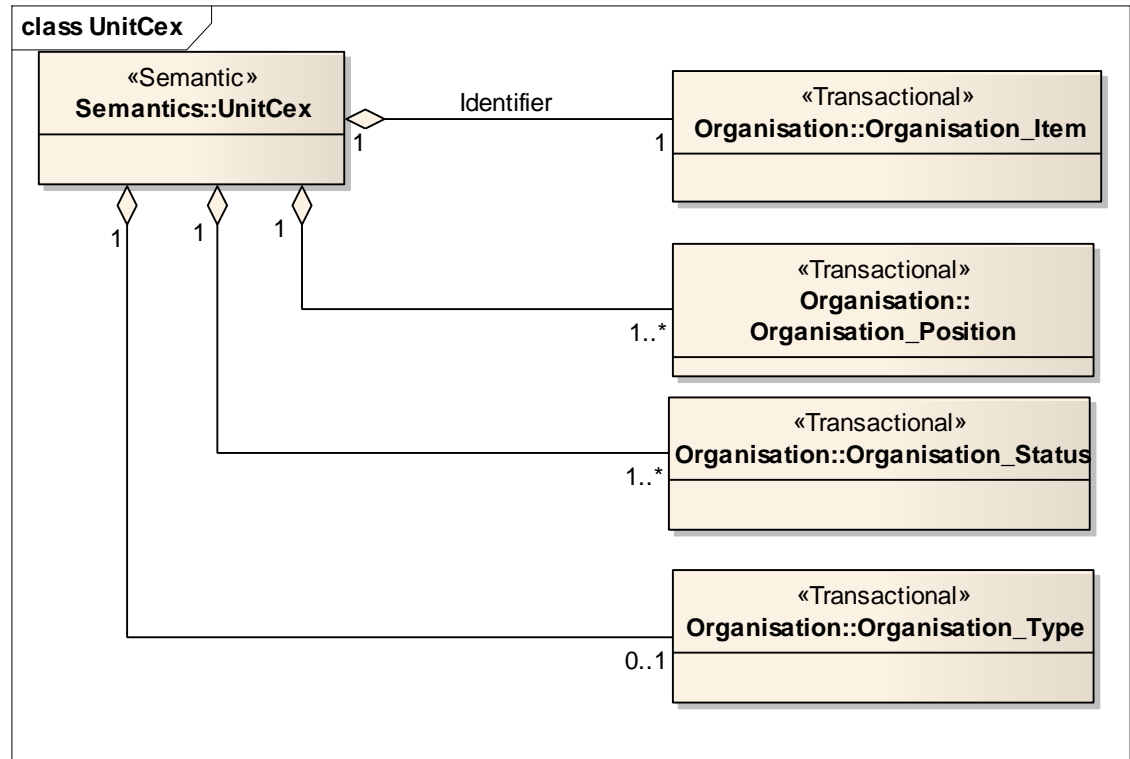 class UnitCex
«Semantic»
Semantics::UnitCex
Identifier
1
1
«Transactional»
Organisation::Organisation_Item
1
1
1
«Transactional»
Organisation::
Organisation_Position
1..*
«Transactional»
Organisation::Organisation_Status
1..*
«Transactional»
Organisation::Organisation_Type
0..1